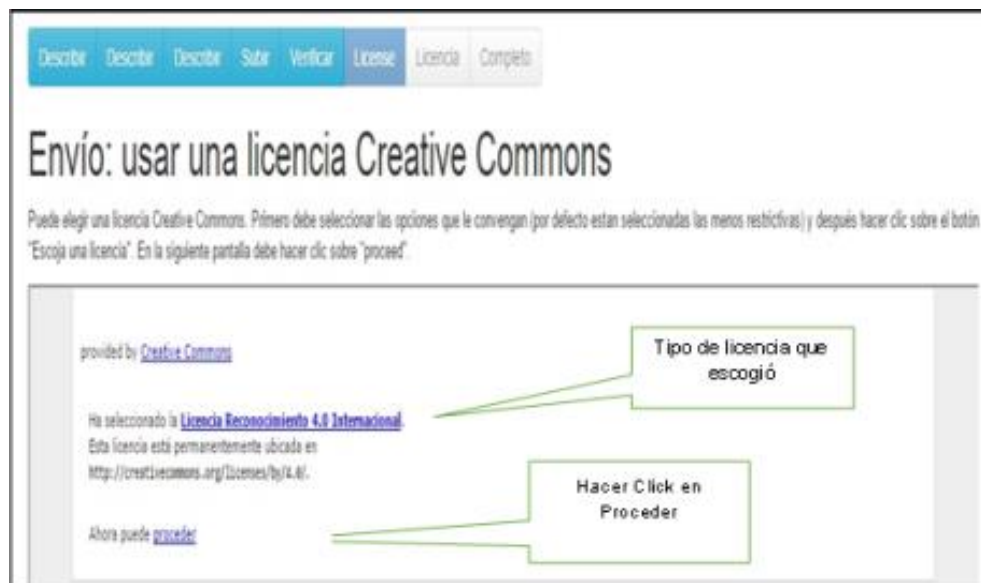 Describir Describir Describir Subir Verificar License Licencia Completo
Envío: usar una licencia Creative Commons
Puede elegir una licencia Creative Commons. Primero debe seleccionar las opciones que le convengan (por defecto estan seleccionadas las menos restrictivas) y después hacer clic sobre el botón
"Escoja una licencia". En la siguiente pantalla debe hacer clic sobre "proceed".
provided by Creative Commons
Tipo de licencia que
escogió
Ha seleccionado la Licencia Reconocimiento 4.0 Internacional.
Esta licencia está permanentemente ubicada en
http://creativecommons.org/licenses/by/4.0/.
Hacer Click en
Proceder
Ahora puede proceder